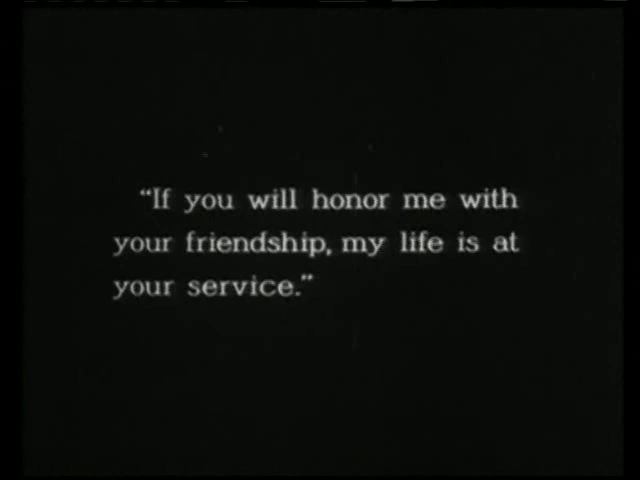 “If you will honor me with
your friendship, my life is at
your service.”